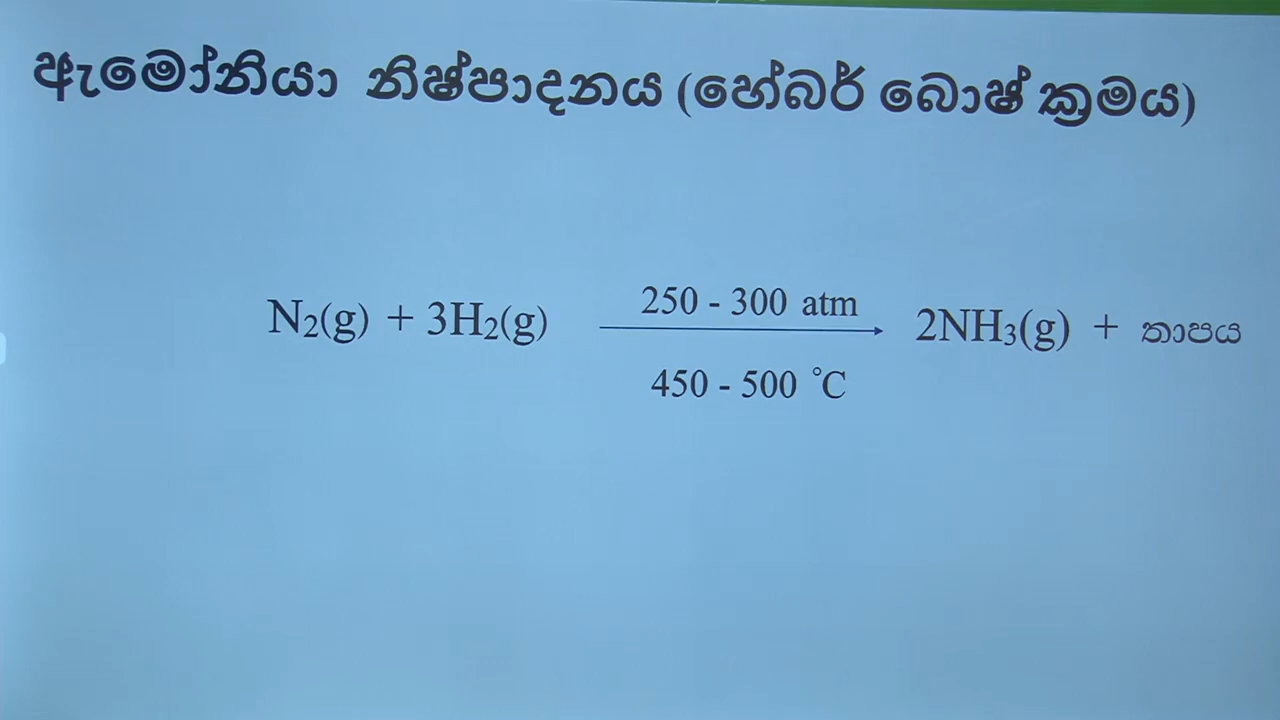 ඇමෝනියා නිෂ්පාදනය (හේබර් බොෂ් ක්‍රමය)
250 - 300 atm
N₂(g) + 3H₂(g) → 2NH₃(g) + තාපය
450 - 500 °C